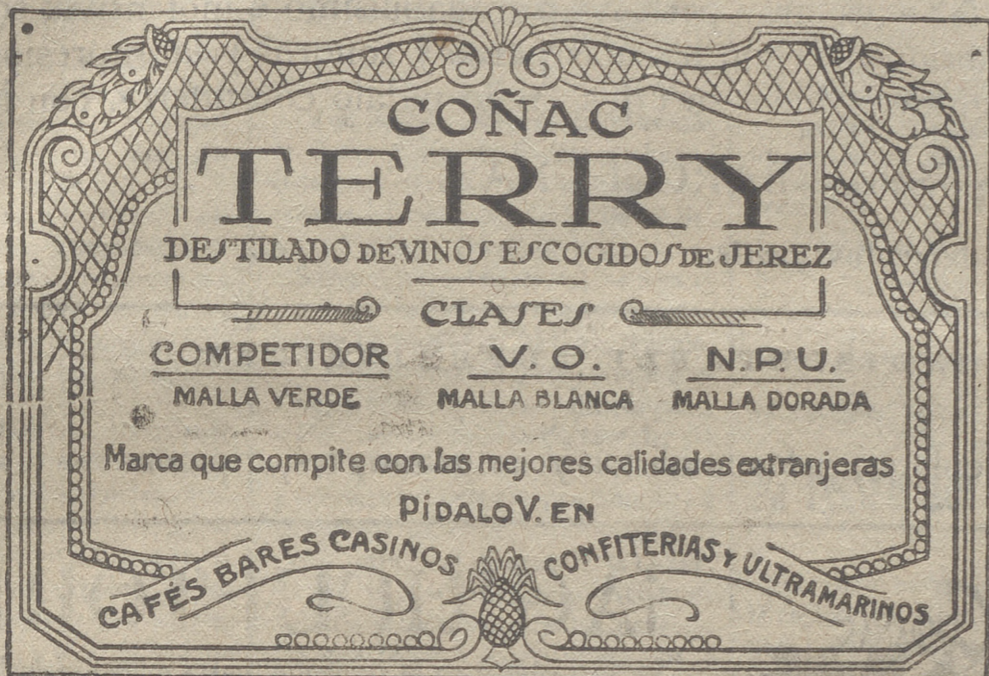 COÑAC
TERRY
DESTILADO DE VINOS ESCOGIDOS DE JEREZ
CLASES
COMPETIDOR V. O. N. P. U.
MALLA VERDE MALLA BLANCA MALLA DORADA
Marca que compite con las mejores calidades extranjeras
PÍDALO V. EN
CAFÉS BARES CASINOS CONFITERIAS Y ULTRAMARINOS